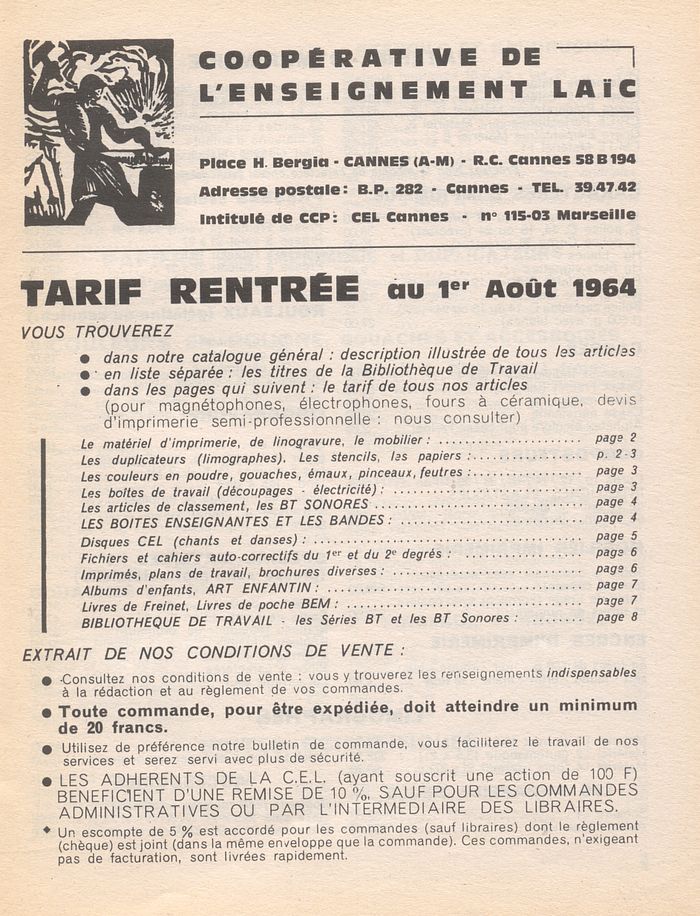 COOPÉRATIVE DE
L'ENSEIGNEMENT LAÏC
Place H. Bergia - CANNES (A-M) - R.C. Cannes 58 B 194
Adresse postale : B.P. 282 - Cannes - TEL. 39.47.42
Intitulé de CCP : CEL Cannes - n° 115-03 Marseille
TARIF RENTRÉE au 1er Août 1964
VOUS TROUVEREZ
● dans notre catalogue général : description illustrée de tous les articles
● en liste séparée : les titres de la Bibliothèque de Travail
● dans les pages qui suivent : le tarif de tous nos articles
(pour magnétophones, électrophones, fours à céramique, devis
d'imprimerie semi-professionnelle : nous consulter)
Le matériel d'imprimerie, de linogravure, le mobilier : ..................... page 2
Les duplicateurs (limographes). Les stencils, les papiers : ................ p. 2-3
Les couleurs en poudre, gouaches, émaux, pinceaux, feutres : ................ page 3
Les boîtes de travail (découpages - électricité) : ............................ page 3
Les articles de classement, les BT SONORES ............................... page 4
LES BOITES ENSEIGNANTES ET LES BANDES : ............................ page 4
Disques CEL (chants et danses) : ........................................ page 5
Fichiers et cahiers auto-correctifs du 1er et du 2e degrés : .................... page 6
Imprimés, plans de travail, brochures diverses : ............................ page 6
Albums d'enfants, ART ENFANTIN : ...................................... page 7
Livres de Freinet, Livres de poche BEM : ................................... page 7
BIBLIOTHEQUE DE TRAVAIL - les Séries BT et les BT Sonores : ........ page 8
EXTRAIT DE NOS CONDITIONS DE VENTE :
● Consultez nos conditions de vente : vous y trouverez les renseignements indispensables
à la rédaction et au règlement de vos commandes.
● Toute commande, pour être expédiée, doit atteindre un minimum
de 20 francs.
● Utilisez de préférence notre bulletin de commande, vous faciliterez le travail de nos
services et serez servi avec plus de sécurité.
● LES ADHERENTS DE LA C.E.L. (ayant souscrit une action de 100 F)
BENEFICIENT D'UNE REMISE DE 10 %, SAUF POUR LES COMMANDES
ADMINISTRATIVES OU PAR L'INTERMEDIAIRE DES LIBRAIRES.
◆ Un escompte de 5 % est accordé pour les commandes (sauf libraires) dont le règlement
(chèque) est joint (dans la même enveloppe que la commande). Ces commandes, n'exigeant
pas de facturation, sont livrées rapidement.